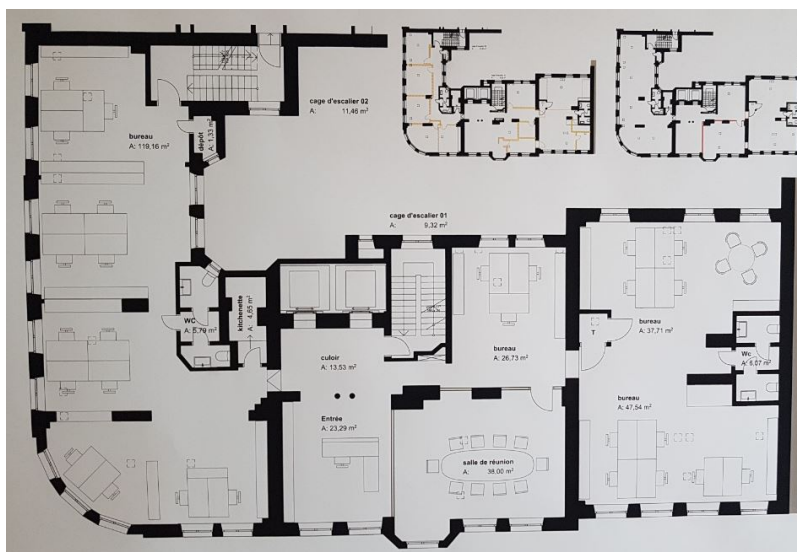 cage d'escalier 02
A: 11,46 m²
bureau
A: 119,16 m²
dépôt
A: 1,33 m²
cage d'escalier 01
A: 9,32 m²
WC
A: 5,79 m²
kitchenette
A: 4,65 m²
culoir
A: 13,53 m²
bureau
A: 26,73 m²
bureau
A: 37,71 m²
T
Wc
A: 6,07 m²
bureau
A: 47,54 m²
Entrée
A: 23,29 m²
salle de réunion
A: 38,00 m²